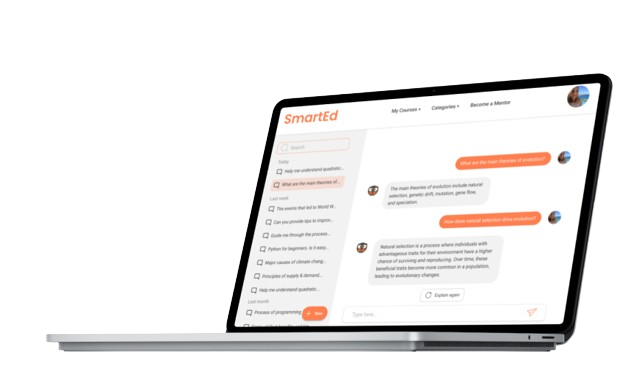 SmartEd
My Courses
Categories
Become a Mentor
Search
Today
Help me understand quadratic...
What are the main theories of...
Last week
The events that led to World W...
Can you provide tips to improv...
Guide me through the process...
Python for beginners: Is it easy...
Major causes of climate chang...
Principles of supply & demand...
Help me understand quadratic...
Last month
Process of programming
+ New
What are the main theories of evolution?
The main theories of evolution include natural
selection, genetic drift, mutation, gene flow,
and speciation.
How does natural selection drive evolution?
Natural selection is a process where individuals with
advantageous traits for their environment have a higher
chance of surviving and reproducing. Over time, these
beneficial traits become more common in a population,
leading to evolutionary changes.
Explain again
Type here...